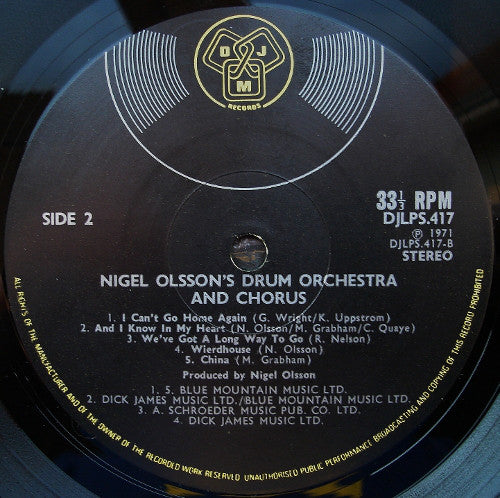 D J
M
RECORDS
SIDE 2
33⅓ RPM
DJLPS.417
℗ 1971
DJLPS.417-B
STEREO
NIGEL OLSSON'S DRUM ORCHESTRA
AND CHORUS
1. I Can't Go Home Again (G. Wright/K. Uppstrom)
2. And I Know In My Heart (N. Olsson/M. Grabham/C. Quaye)
3. We've Got A Long Way To Go (R. Nelson)
4. Wierdhouse (N. Olsson)
5. China (M. Grabham)
Produced by Nigel Olsson
1. 5. BLUE MOUNTAIN MUSIC LTD.
2. DICK JAMES MUSIC LTD./BLUE MOUNTAIN MUSIC LTD.
3. A. SCHROEDER MUSIC PUB. CO. LTD.
4. DICK JAMES MUSIC LTD.
ALL RIGHTS OF THE MANUFACTURER AND OF THE OWNER OF THE RECORDED WORK RESERVED UNAUTHORISED PUBLIC PERFORMANCE BROADCASTING AND COPYING OF THIS RECORD PROHIBITED